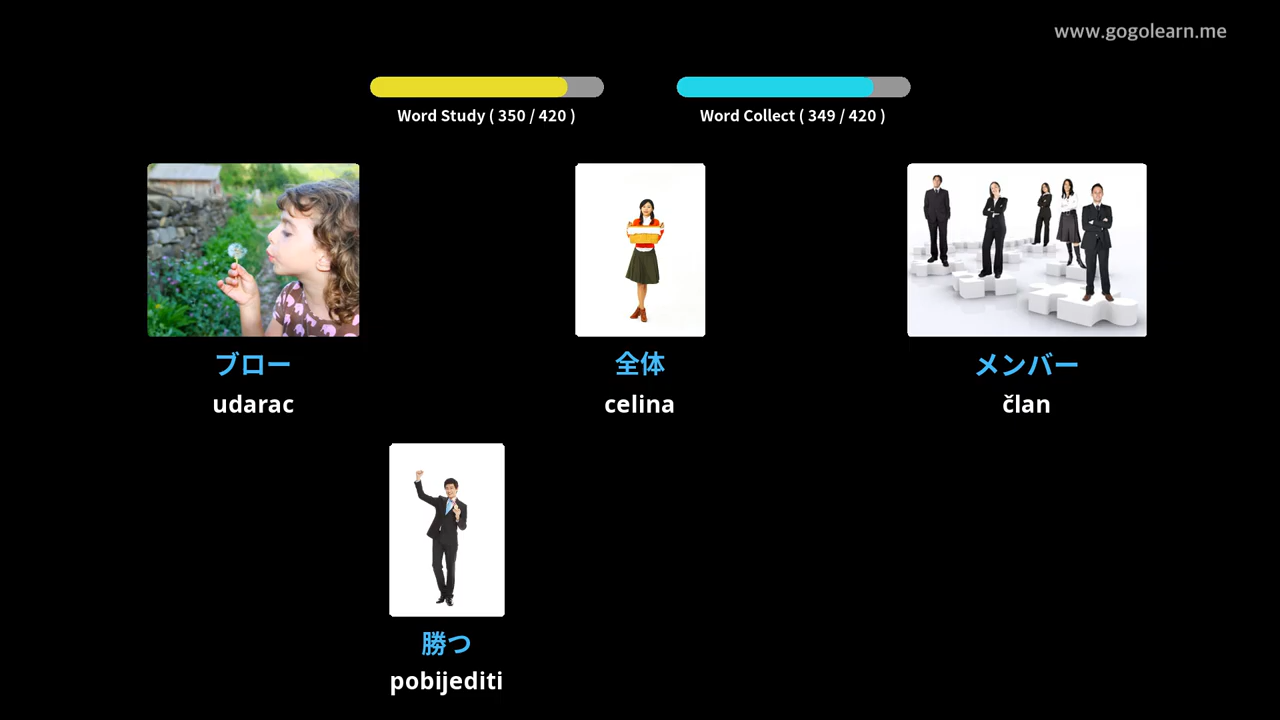 www.gogolearn.me
Word Study ( 350 / 420 )
Word Collect ( 349 / 420 )
ブロー
udarac
全体
celina
メンバー
član
勝つ
pobijediti